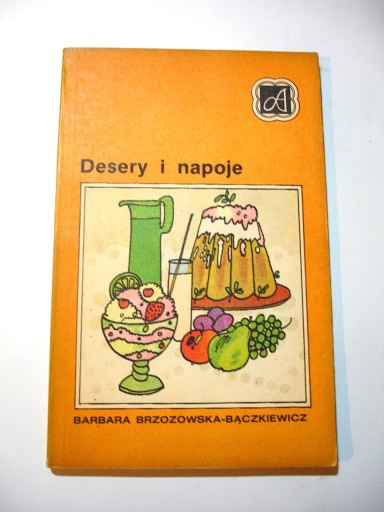 A
Desery i napoje
BARBARA BRZOZOWSKA-BĄCZKIEWICZ